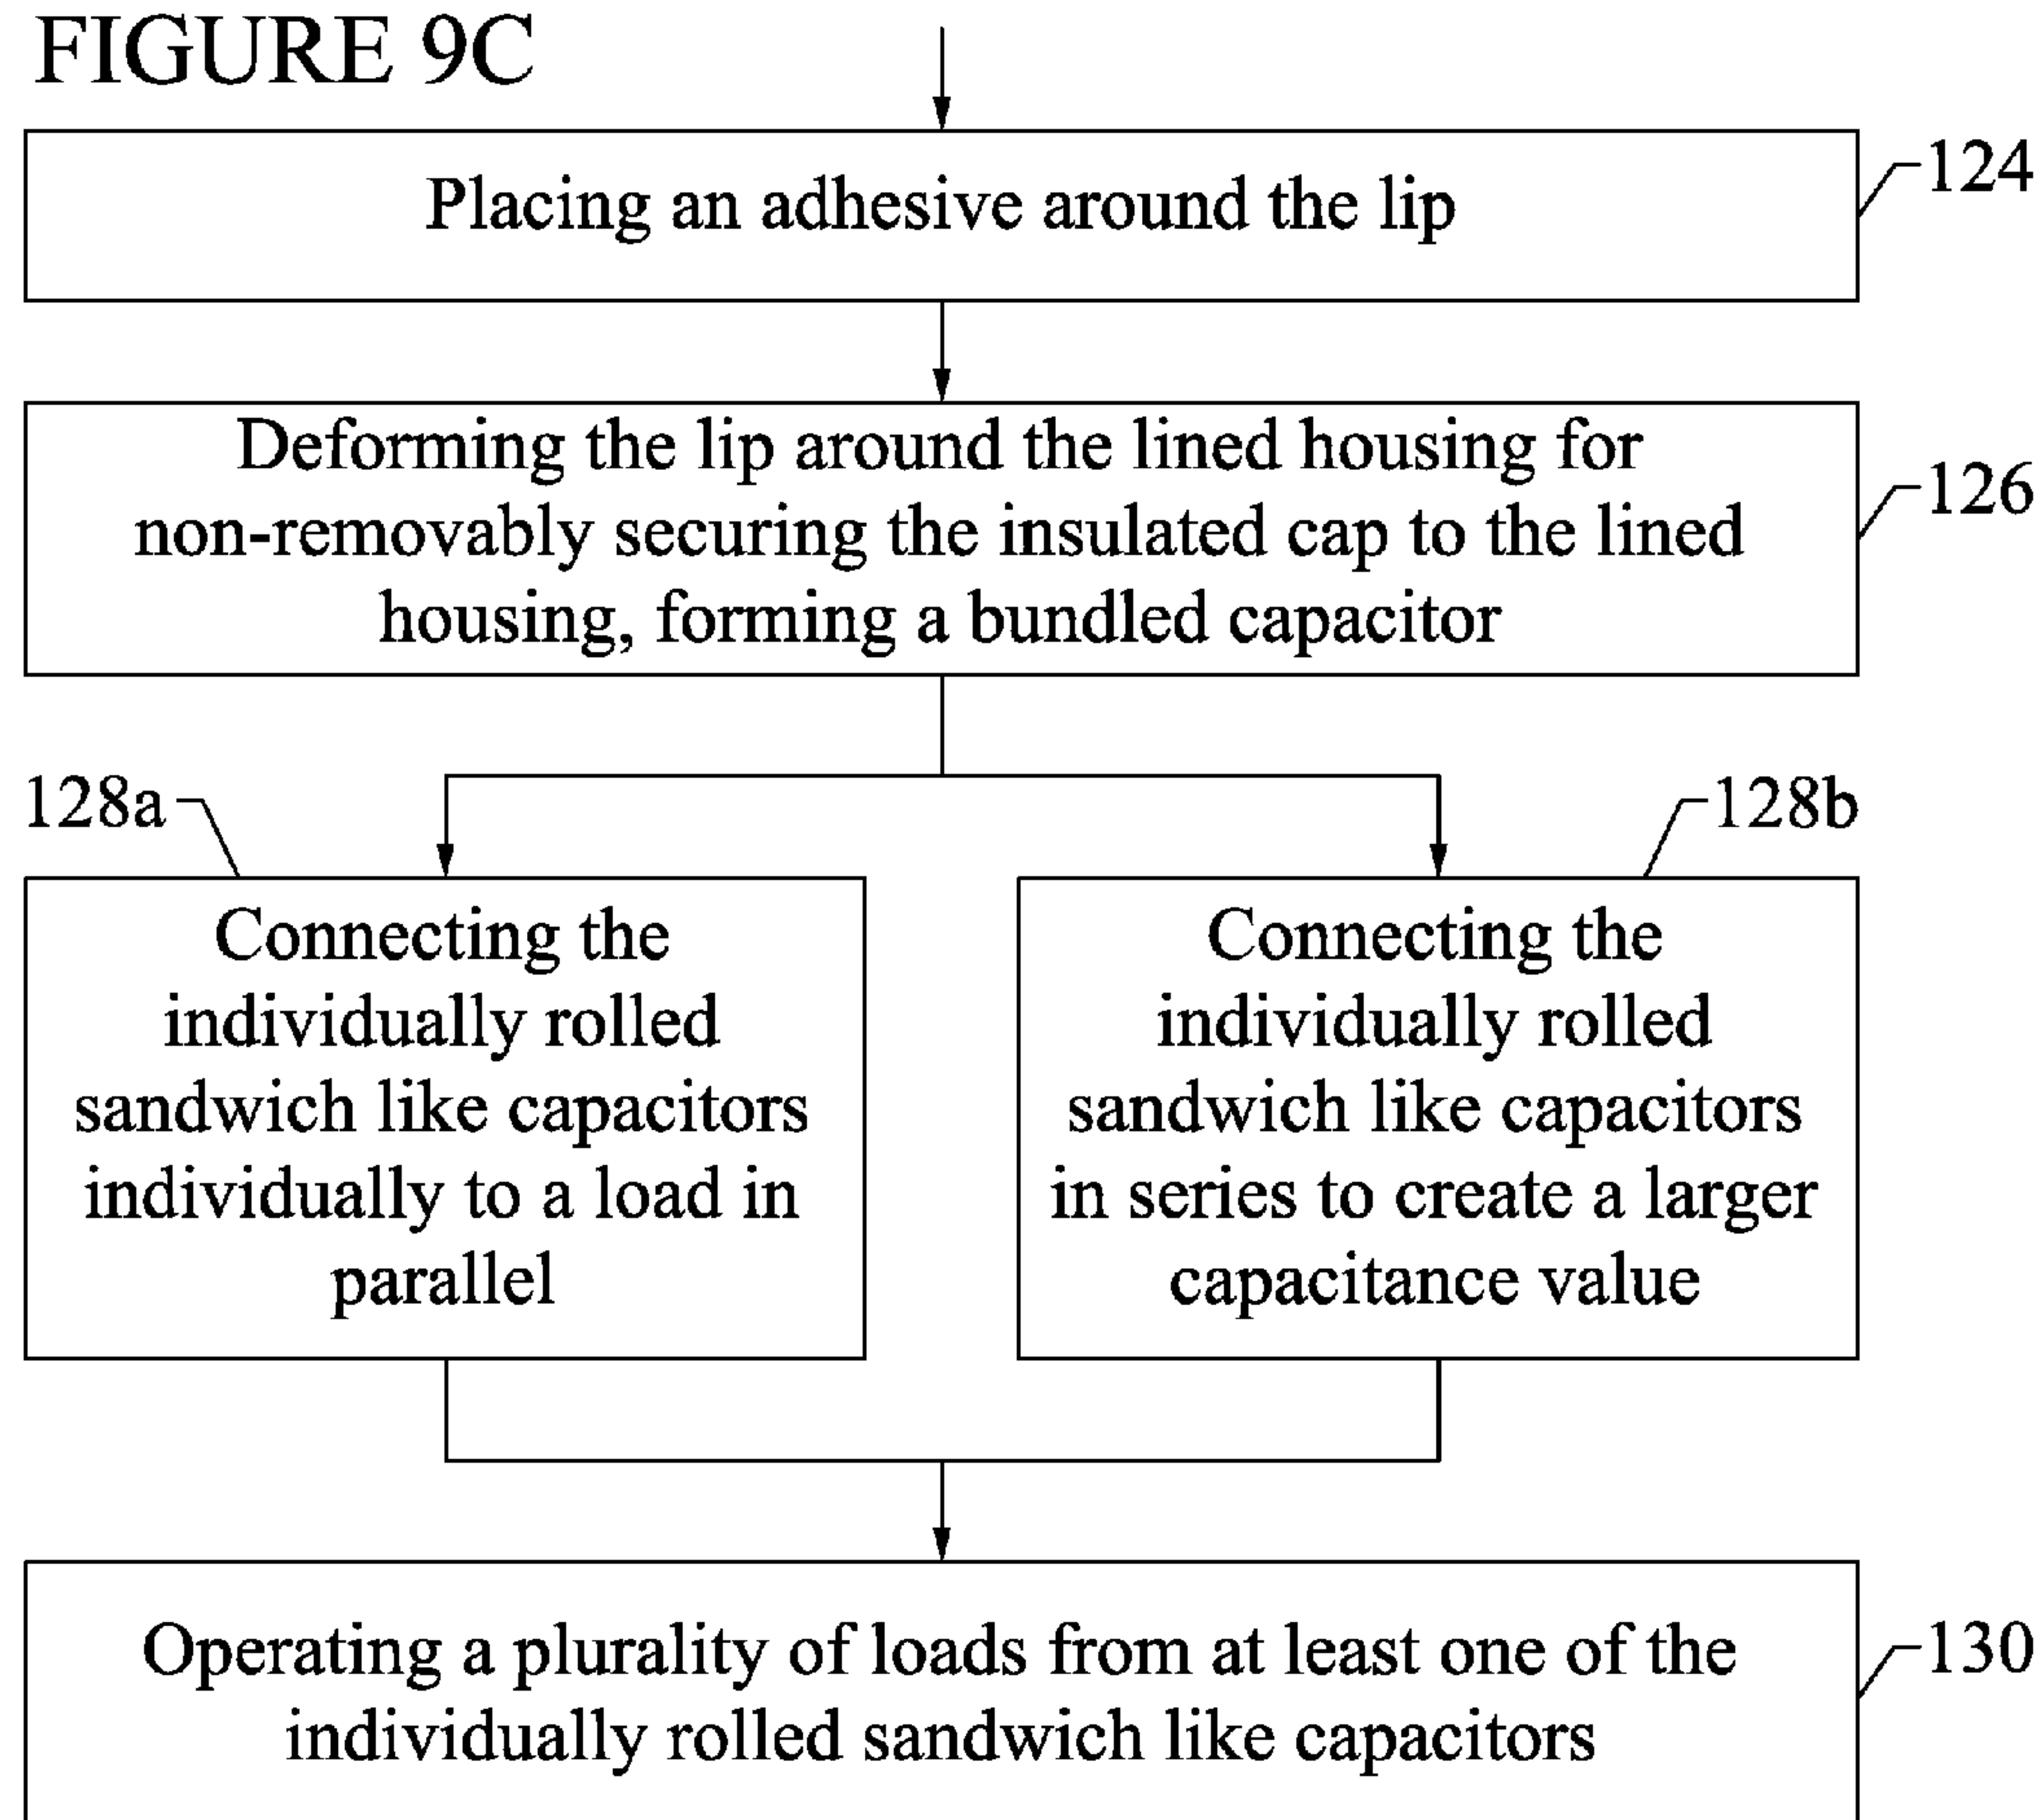 FIGURE 9C
Placing an adhesive around the lip
124
Deforming the lip around the lined housing for
non-removably securing the insulated cap to the lined
housing, forming a bundled capacitor
126
128a
128b
Connecting the
individually rolled
sandwich like capacitors
individually to a load in
parallel
Connecting the
individually rolled
sandwich like capacitors
in series to create a larger
capacitance value
Operating a plurality of loads from at least one of the
individually rolled sandwich like capacitors
130